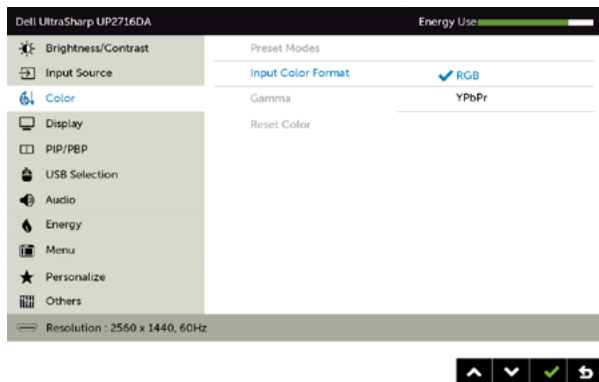 Dell UltraSharp UP2716DA Energy Use
Brightness/Contrast Preset Modes
Input Source Input Color Format RGB
Color Gamma YPbPr
Display Reset Color
PIP/PBP
USB Selection
Audio
Energy
Menu
Personalize
Others
Resolution : 2560 x 1440, 60Hz